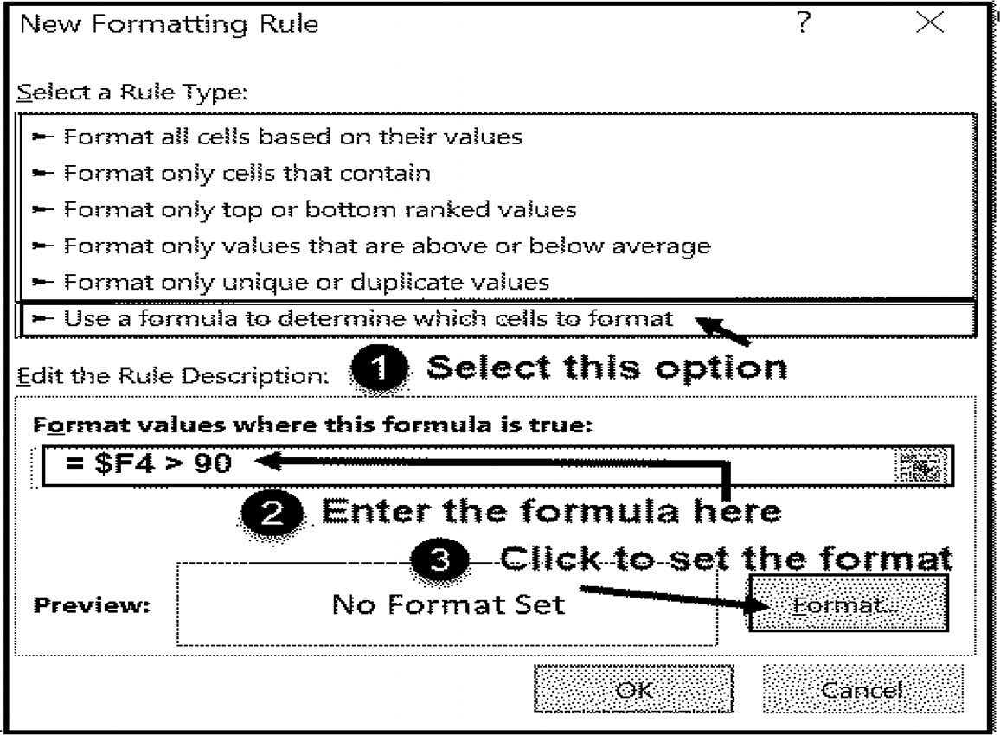 New Formatting Rule ?
Select a Rule Type:
► Format all cells based on their values
► Format only cells that contain
► Format only top or bottom ranked values
► Format only values that are above or below average
► Format only unique or duplicate values
► Use a formula to determine which cells to format
1 Select this option
Edit the Rule Description:
Format values where this formula is true:
= $F4 > 90
2 Enter the formula here
3 Click to set the format
Preview:
No Format Set
Format...
OK
Cancel